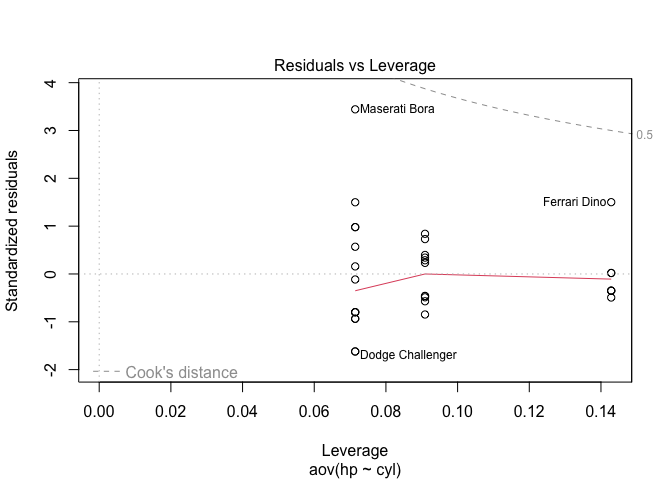 Residuals vs Leverage
Standardized residuals
4
3
2
1
0
-1
-2
Maserati Bora
Ferrari Dino
Dodge Challenger
0.5
Cook's distance
0.00 0.02 0.04 0.06 0.08 0.10 0.12 0.14
Leverage
aov(hp ~ cyl)